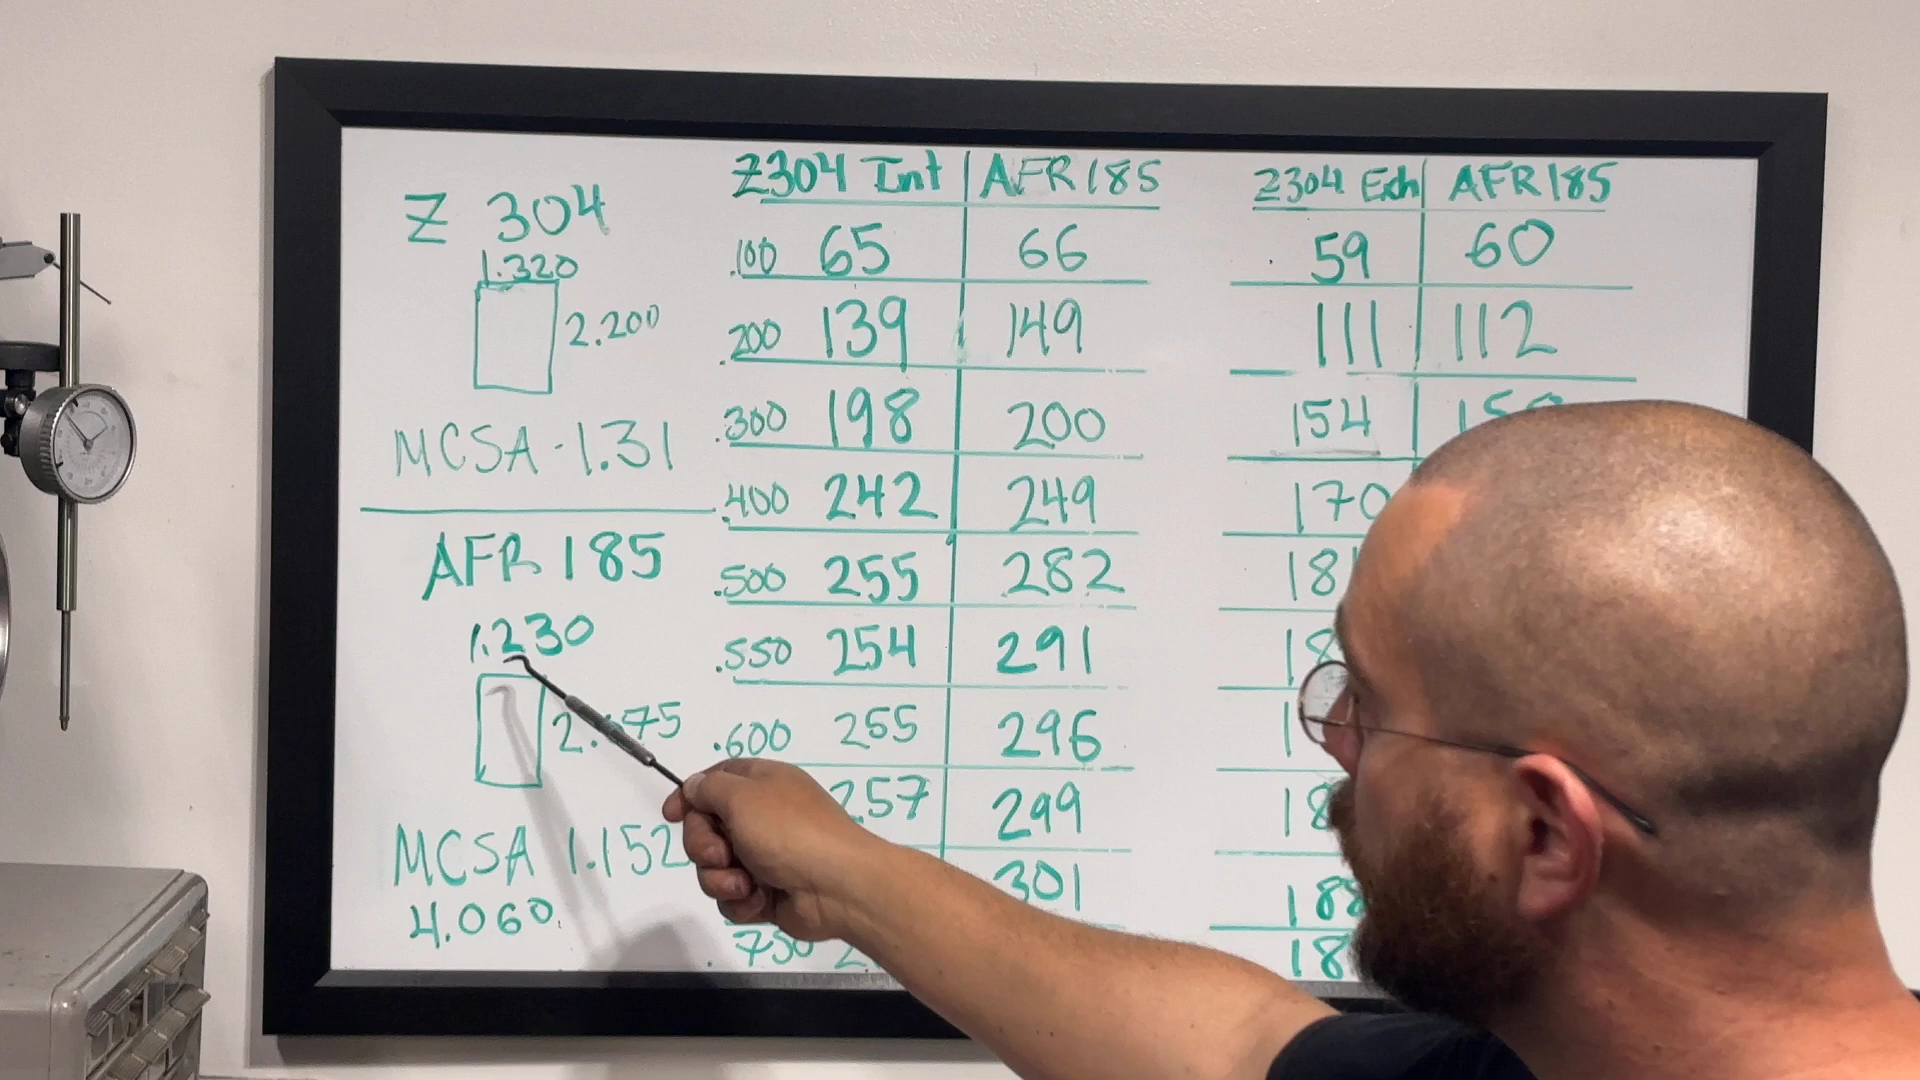 Z 304
1.320
2.200
MCSA - 1.31
AFR 185
1.230
MCSA 1.152
4.060
Z304 Int AFR 185
.100 65 66
.200 139 149
.300 198 200
.400 242 249
.500 255 282
.550 254 291
.600 255 296
257 299
301
.750
Z304 Exh AFR 185
59 60
111 112
154
170